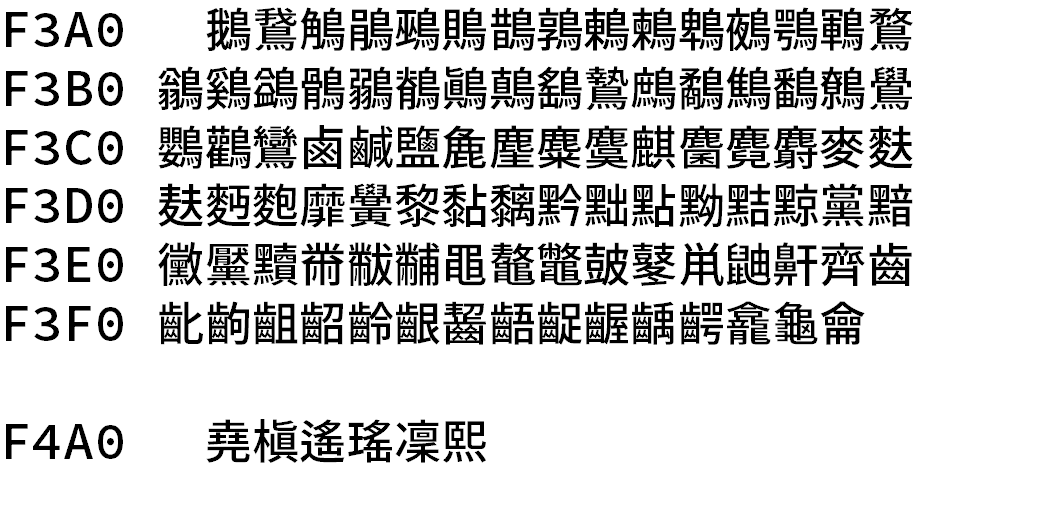 F3A0 鵝鵞鵤鵑鵐鵙鵲鶉鶇鶫鵯鵺鶚鶤鶩
F3B0 鶲鷄鷁鶻鶸鶺鷆鷏鷂鷙鷓鷸鷦鷭鷯鷽
F3C0 鸚鸛鸞鹵鹹鹽麁麈麋麌麒麕麑麝麥麩
F3D0 麸麪麭靡黌黎黏黐黔黜點黝黠黥黨黯
F3E0 黴黶黷黹黻黼黽鼇鼈皷鼕鼡鼬鼾齊齒
F3F0 齔齣齟齠齡齦齧齬齪齷齲齶龕龜龠
F4A0 堯槇遙瑤凜熙